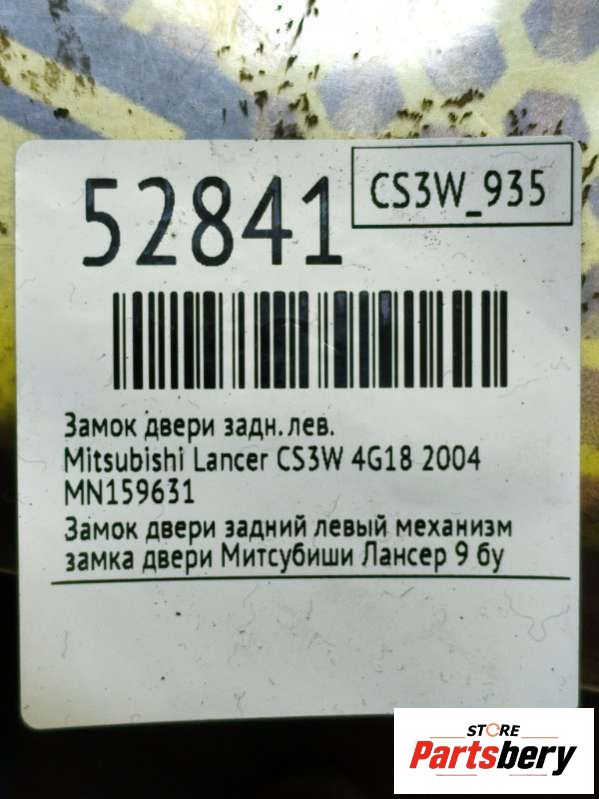 52841
CS3W_935
Замок двери задн.лев.
Mitsubishi Lancer CS3W 4G18 2004
MN159631
Замок двери задний левый механизм
замка двери Митсубиши Лансер 9 бу
STORE
Partsbery